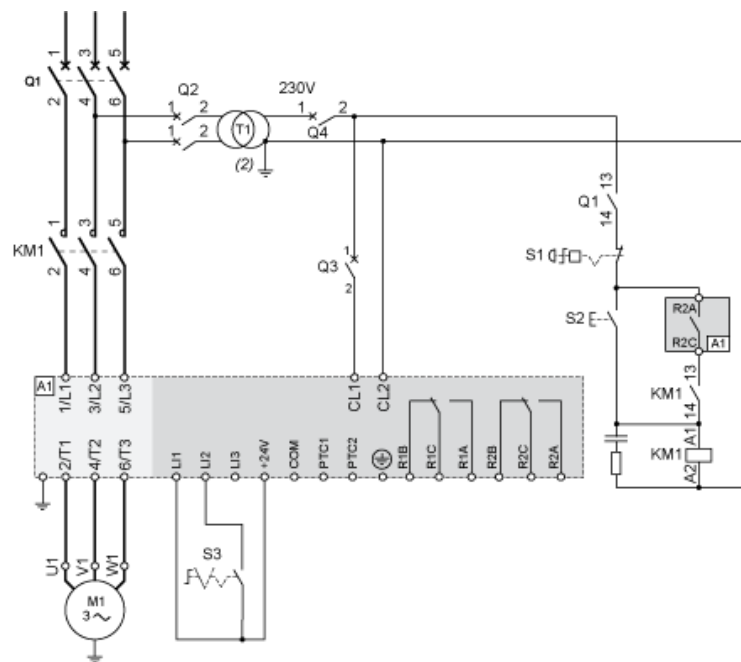 1 3 5
Q1
2 4 6
Q2
1 2
1 2
T1
(2)
230V
1 2
Q4
1 3 5
KM1
2 4 6
1
Q3
2
13
Q1
14
S1
S2
R2A
R2C A1
13
KM1
14
A1
KM1
A2
A1
1/L1 3/L2 5/L3 CL1 CL2
2/T1 4/T2 6/T3 LI1 LI2 LI3 +24V COM PTC1 PTC2 R1B R1C R1A R2B R2C R2A
S3
U1 V1 W1
M1
3